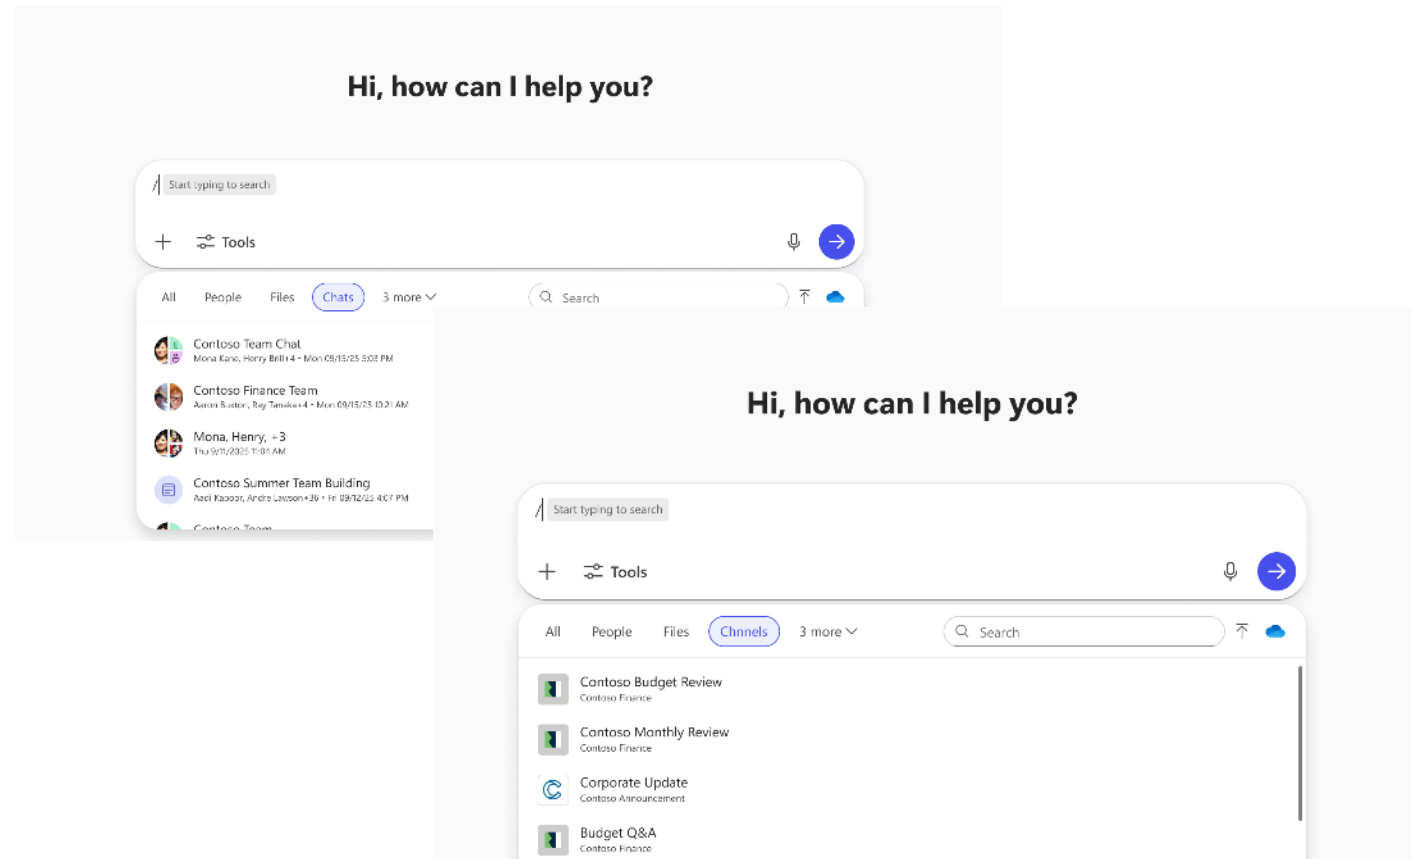 Hi, how can I help you?
/ Start typing to search
Tools
All People Files Chats 3 more Search
Contoso Team Chat
Mona Kane, Henry Brill+4 • Mon 09/15/25 3:03 PM
Contoso Finance Team
Aaron Buxton, Ray Tanaka+4 • Mon 09/15/25 10:21 AM
Mona, Henry, +3
Thu 9/11/2025 11:04 AM
Contoso Summer Team Building
Aadi Kapoor, Andre Lawson+36 • Fri 09/12/25 4:07 PM
Contoso Team
Hi, how can I help you?
/ Start typing to search
Tools
All People Files Chnnels 3 more Search
Contoso Budget Review
Contoso Finance
Contoso Monthly Review
Contoso Finance
Corporate Update
Contoso Announcement
Budget Q&A
Contoso Finance